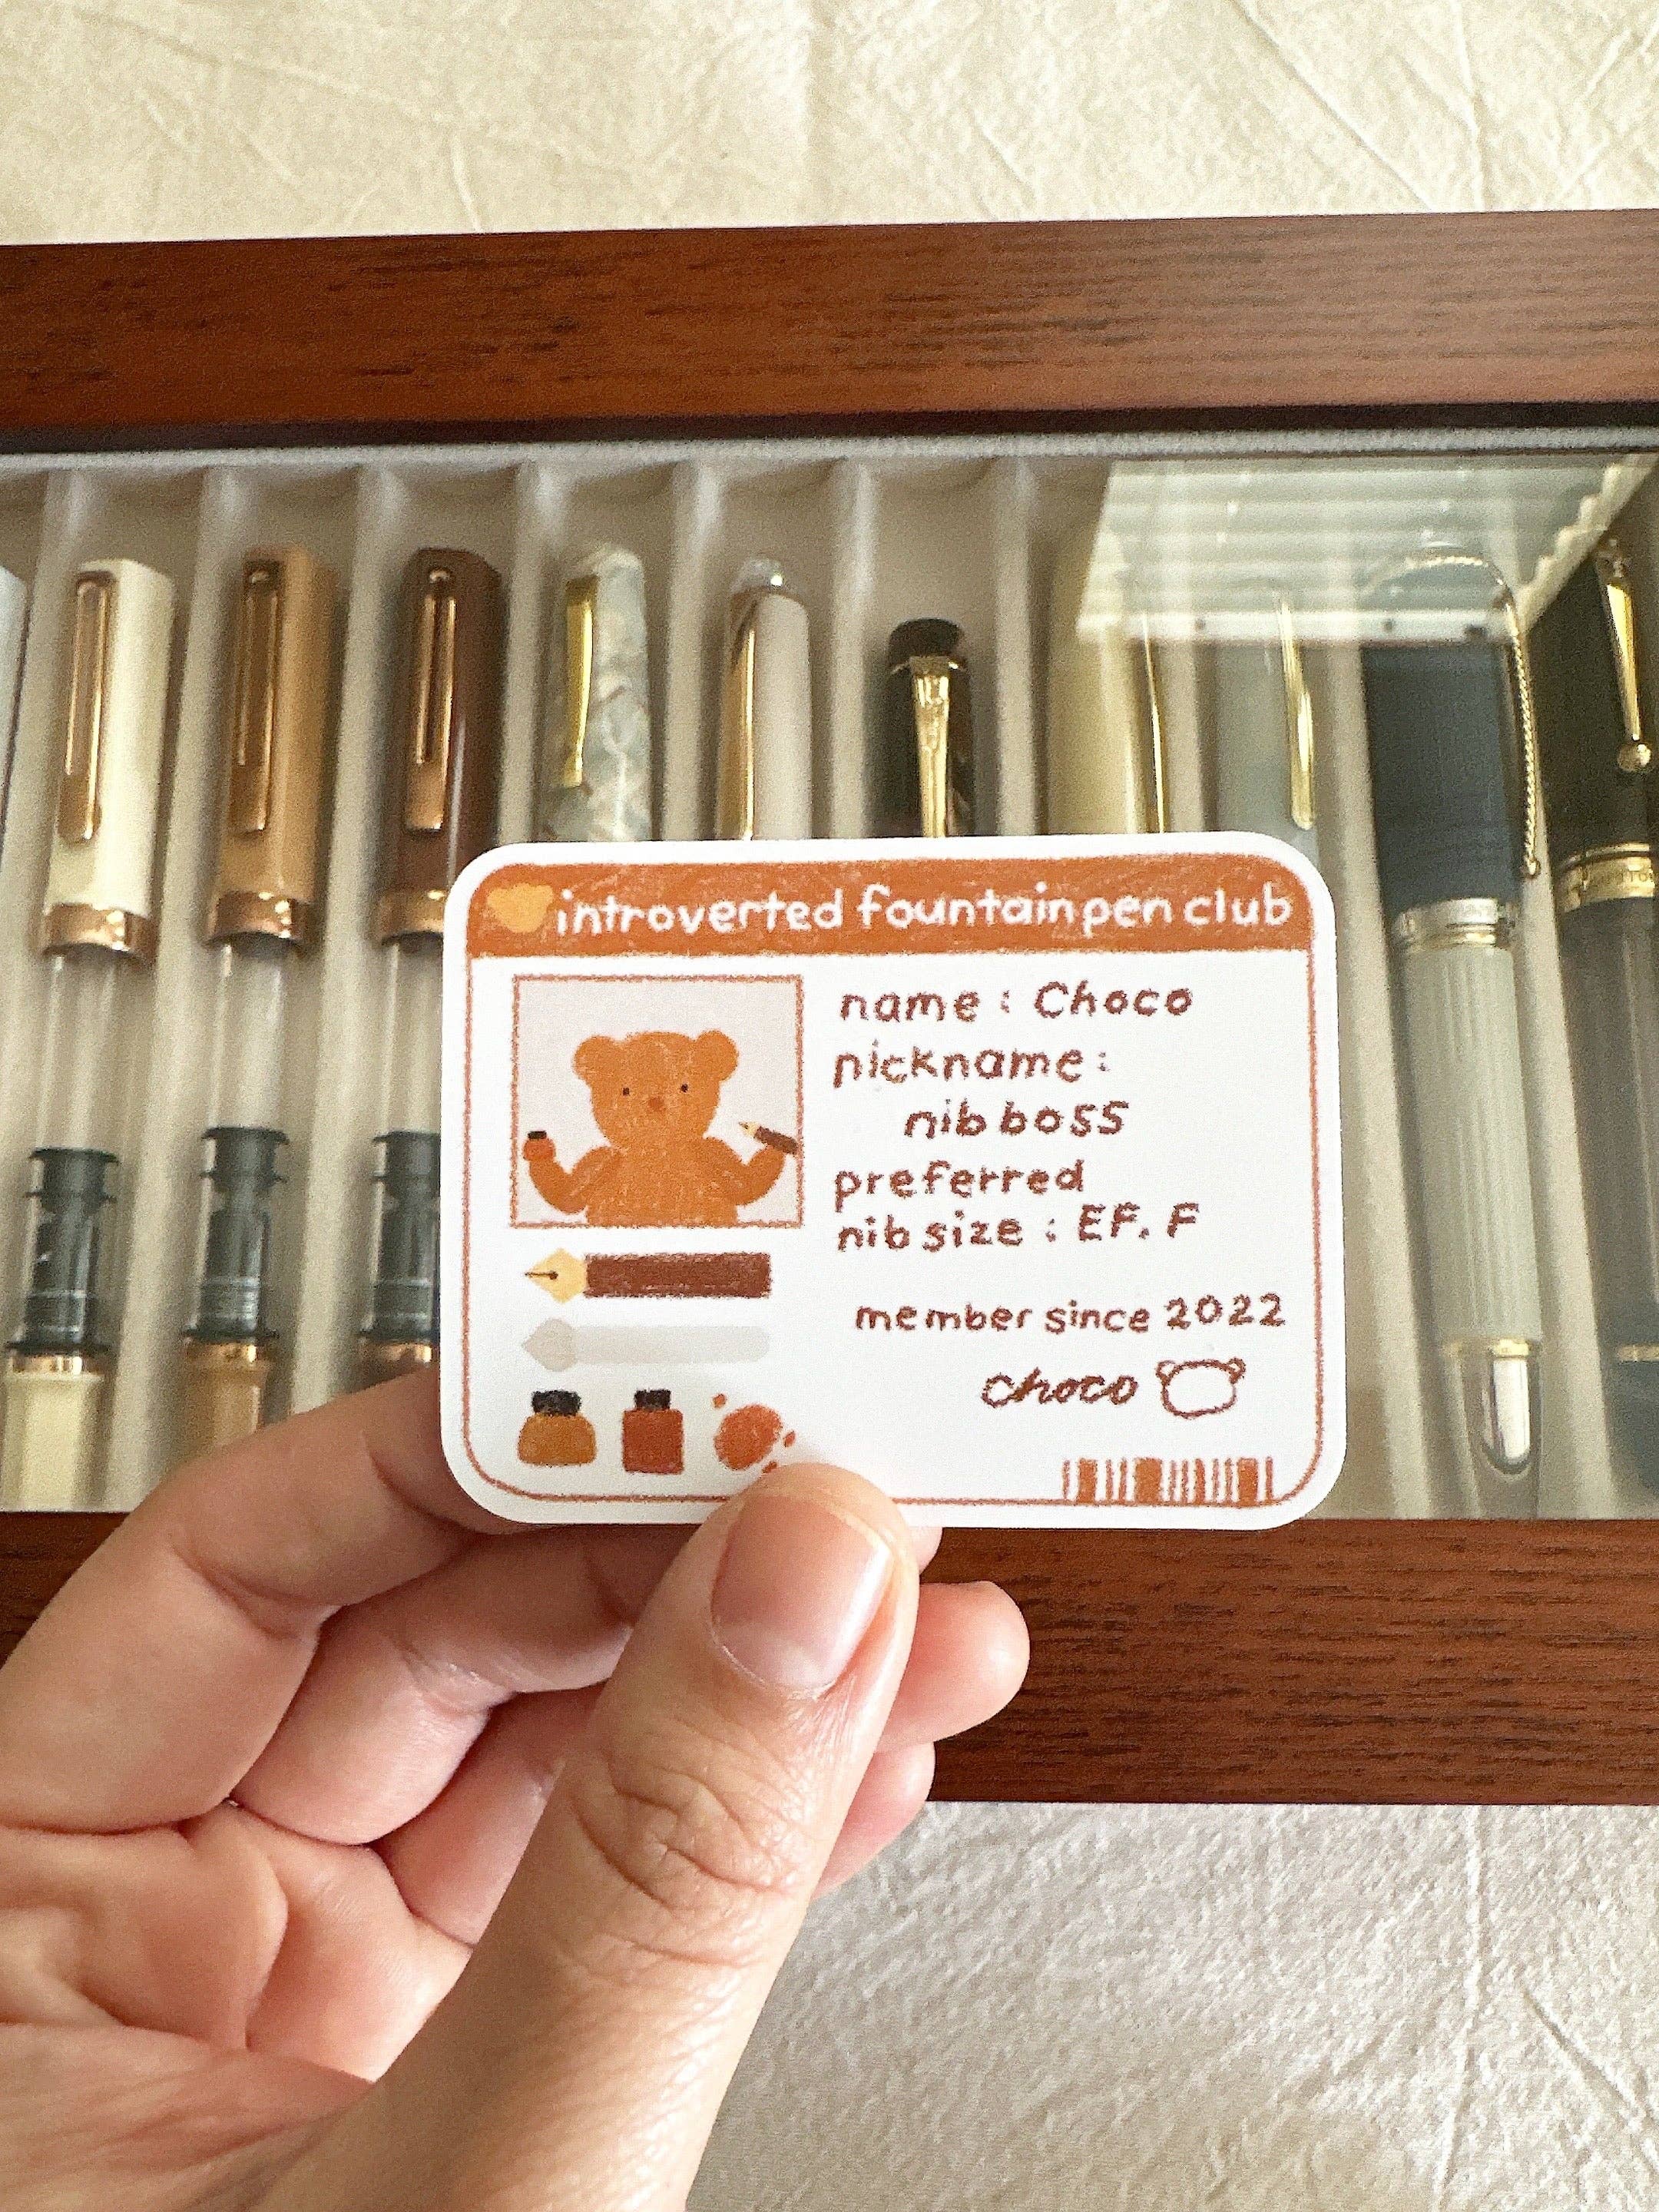 introverted fountain pen club
name : Choco
nickname :
nib boss
preferred
nib size : EF. F
member since 2022
choco